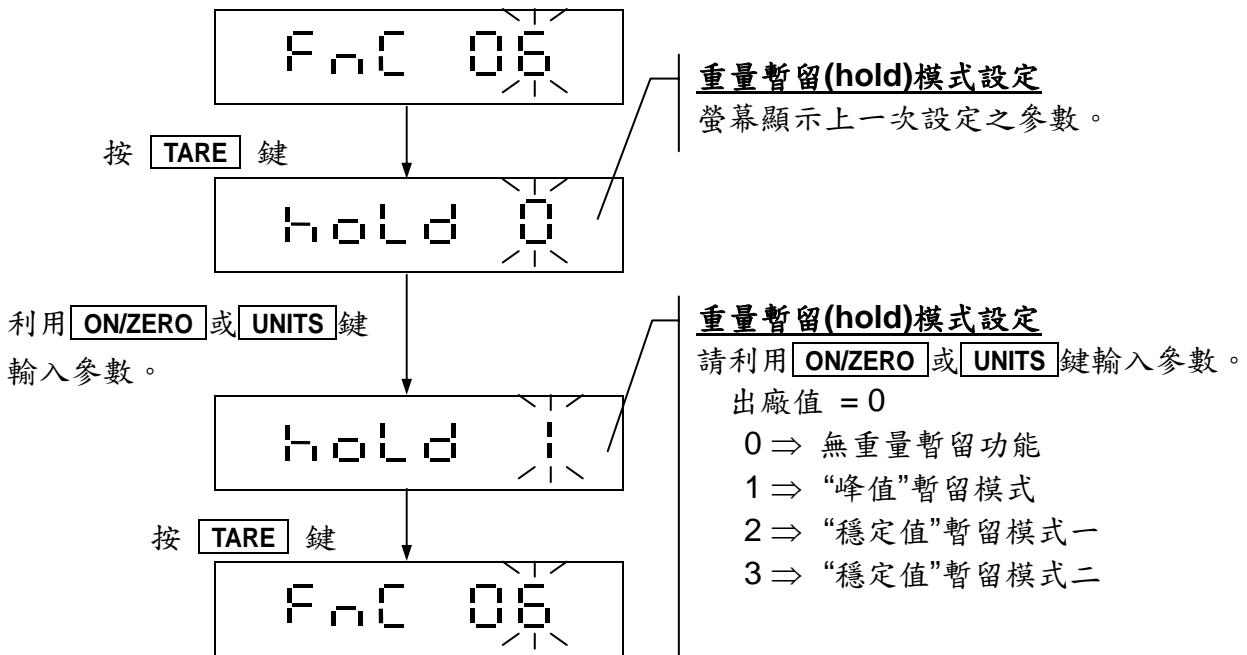 FnC 06
重量暫留(hold)模式設定
螢幕顯示上一次設定之參數。
按 TARE 鍵
hoLd 0
利用 ON/ZERO 或 UNITS 鍵
輸入參數。
重量暫留(hold)模式設定
請利用 ON/ZERO 或 UNITS 鍵輸入參數。
出廠值 = 0
0 ⇒ 無重量暫留功能
1 ⇒ “峰值”暫留模式
2 ⇒ “穩定值”暫留模式一
3 ⇒ “穩定值”暫留模式二
hoLd 1
按 TARE 鍵
FnC 06